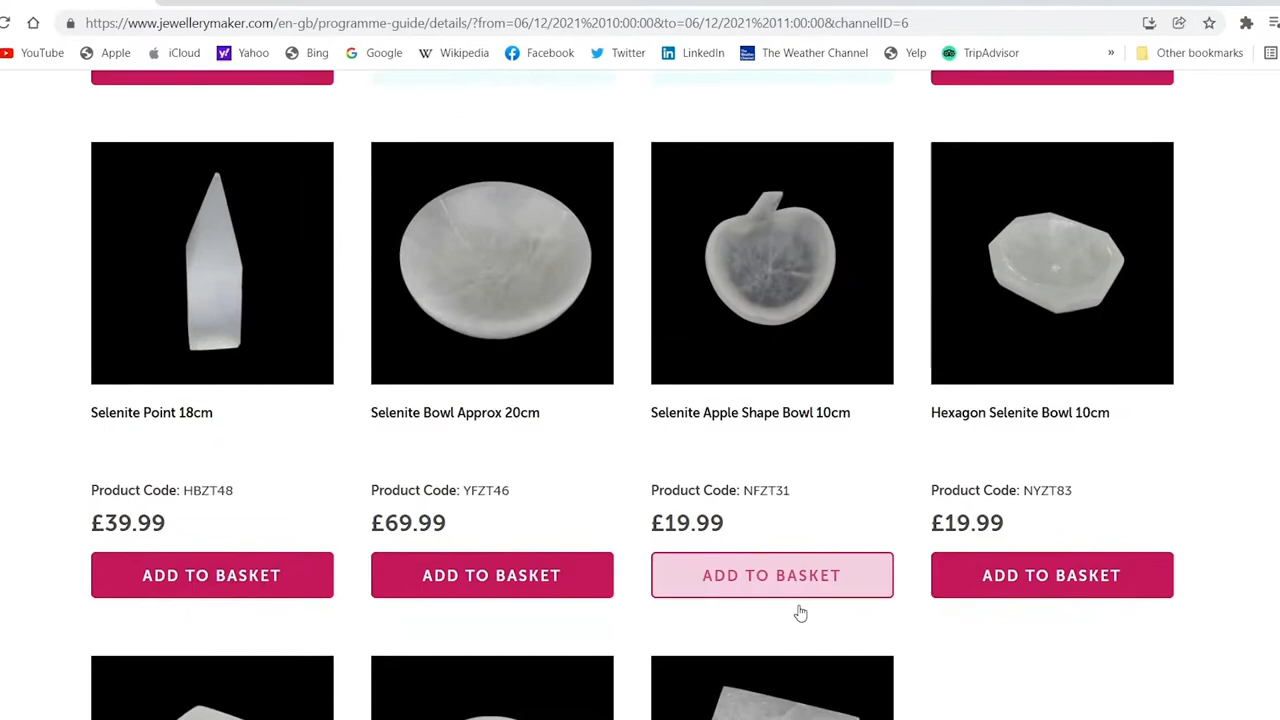 https://www.jewellerymaker.com/en-gb/programme-guide/details/?from=06/12/2021%2010:00:00&to=06/12/2021%2011:00:00&channelID=6
YouTube Apple iCloud Yahoo Bing Google Wikipedia Facebook Twitter LinkedIn The Weather Channel Yelp TripAdvisor » Other bookmarks
Selenite Point 18cm
Selenite Bowl Approx 20cm
Selenite Apple Shape Bowl 10cm
Hexagon Selenite Bowl 10cm
Product Code: HBZT48
Product Code: YFZT46
Product Code: NFZT31
Product Code: NYZT83
£39.99
£69.99
£19.99
£19.99
ADD TO BASKET
ADD TO BASKET
ADD TO BASKET
ADD TO BASKET